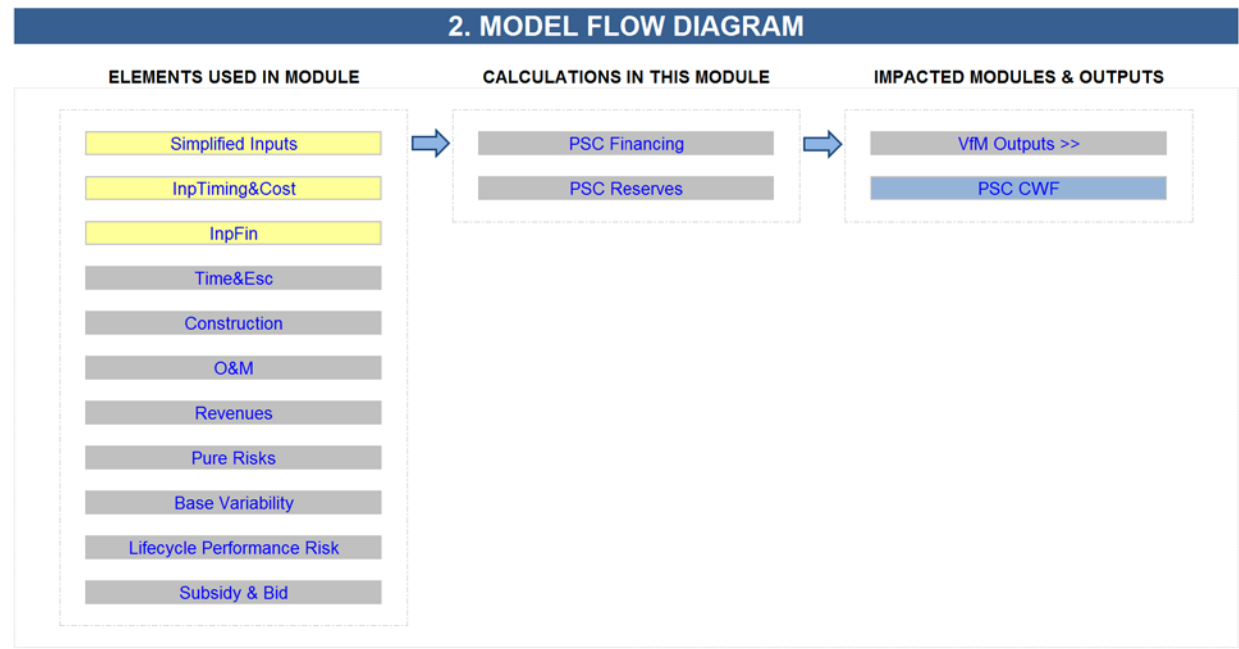 2. MODEL FLOW DIAGRAM
ELEMENTS USED IN MODULE
CALCULATIONS IN THIS MODULE
IMPACTED MODULES & OUTPUTS
Simplified Inputs
InpTiming&Cost
InpFin
Time&Esc
Construction
O&M
Revenues
Pure Risks
Base Variability
Lifecycle Performance Risk
Subsidy & Bid
PSC Financing
PSC Reserves
VfM Outputs >>
PSC CWF